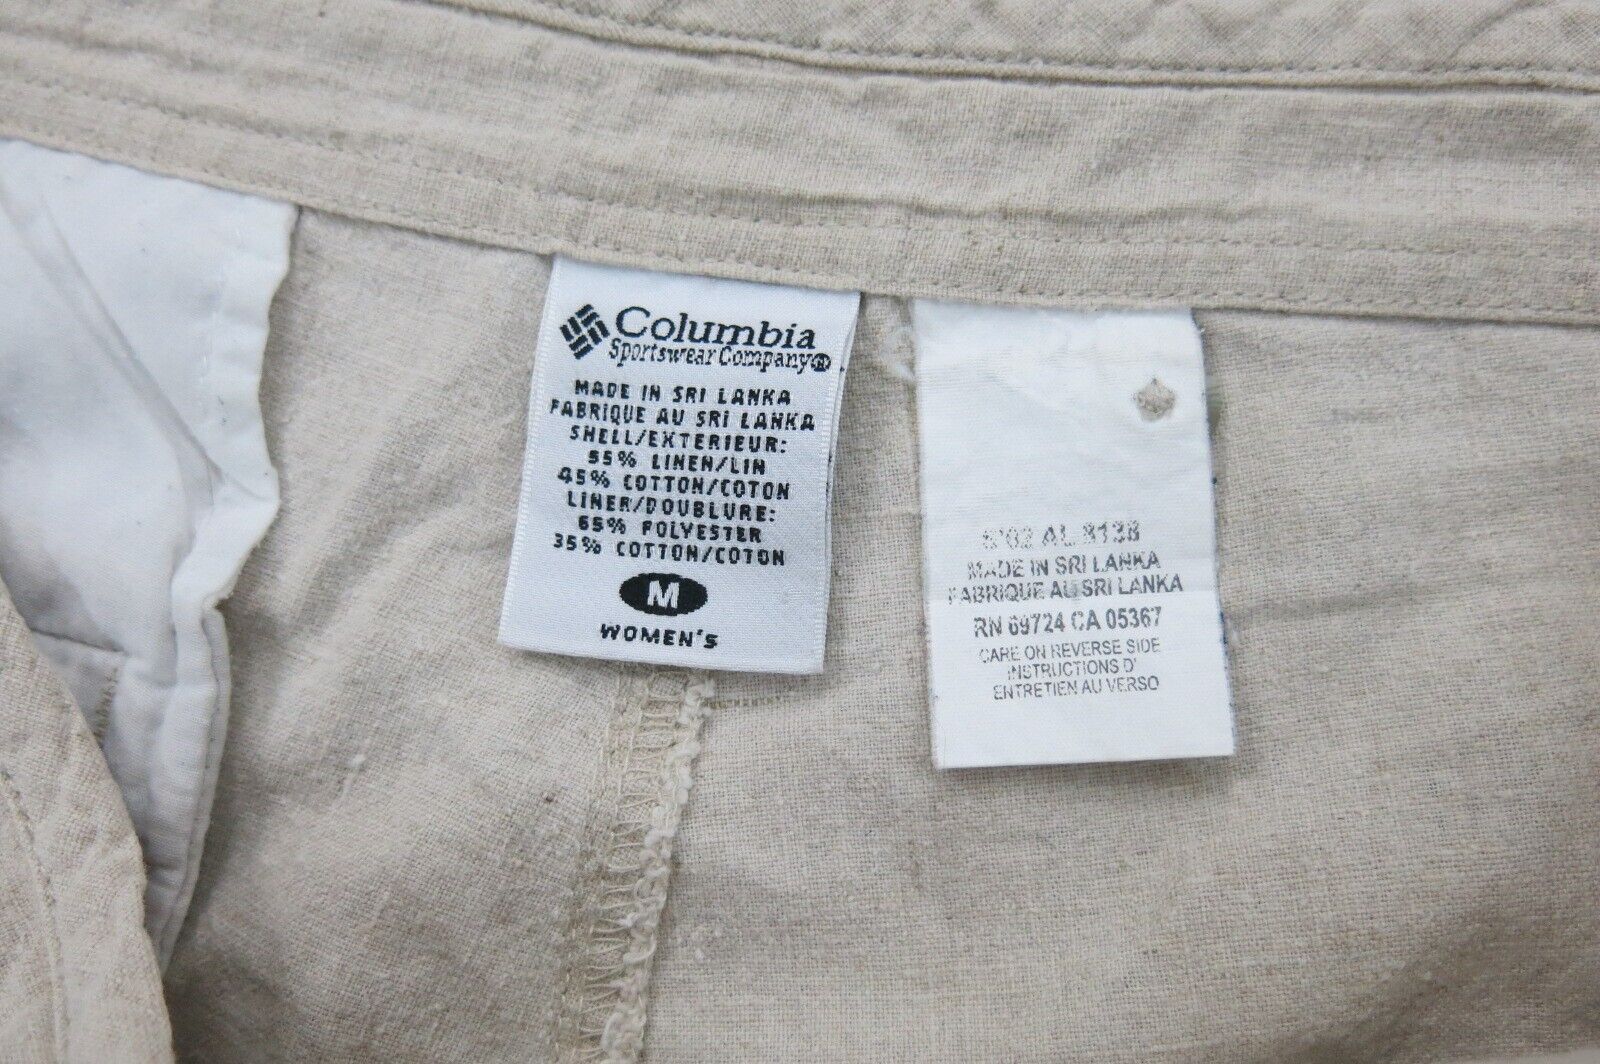 Columbia
Sportswear Company®
MADE IN SRI LANKA
FABRIQUE AU SRI LANKA
SHELL/EXTERIEUR:
55% LINEN/LIN
45% COTTON/COTON
LINER/DOUBLURE:
65% POLYESTER
35% COTTON/COTON
M
WOMEN'S
AL 8138
MADE IN SRI LANKA
FABRIQUE AU SRI LANKA
RN 69724 CA 05367
CARE ON REVERSE SIDE
INSTRUCTIONS D'
ENTRETIEN AU VERSO